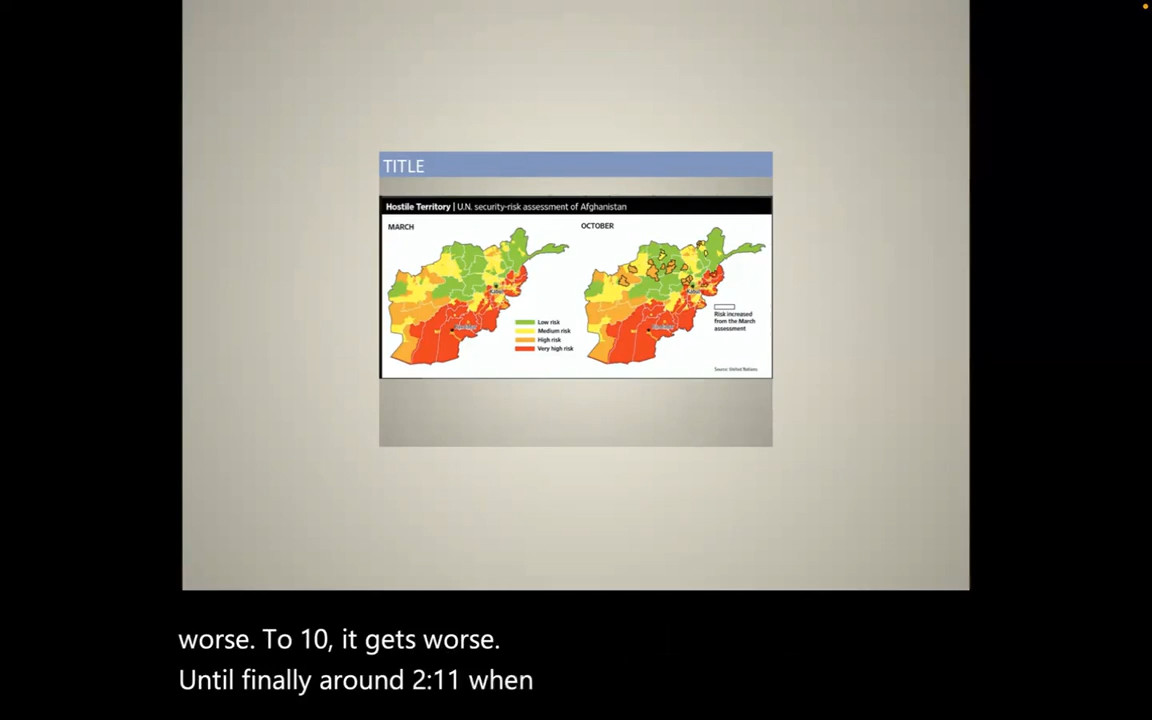 TITLE
Hostile Territory | U.N. security-risk assessment of Afghanistan
MARCH
OCTOBER
Kabul
Kabul
Low risk
Medium risk
High risk
Very high risk
Risk increased
from the March
assessment
Source: United Nations
worse. To 10, it gets worse.
Until finally around 2:11 when